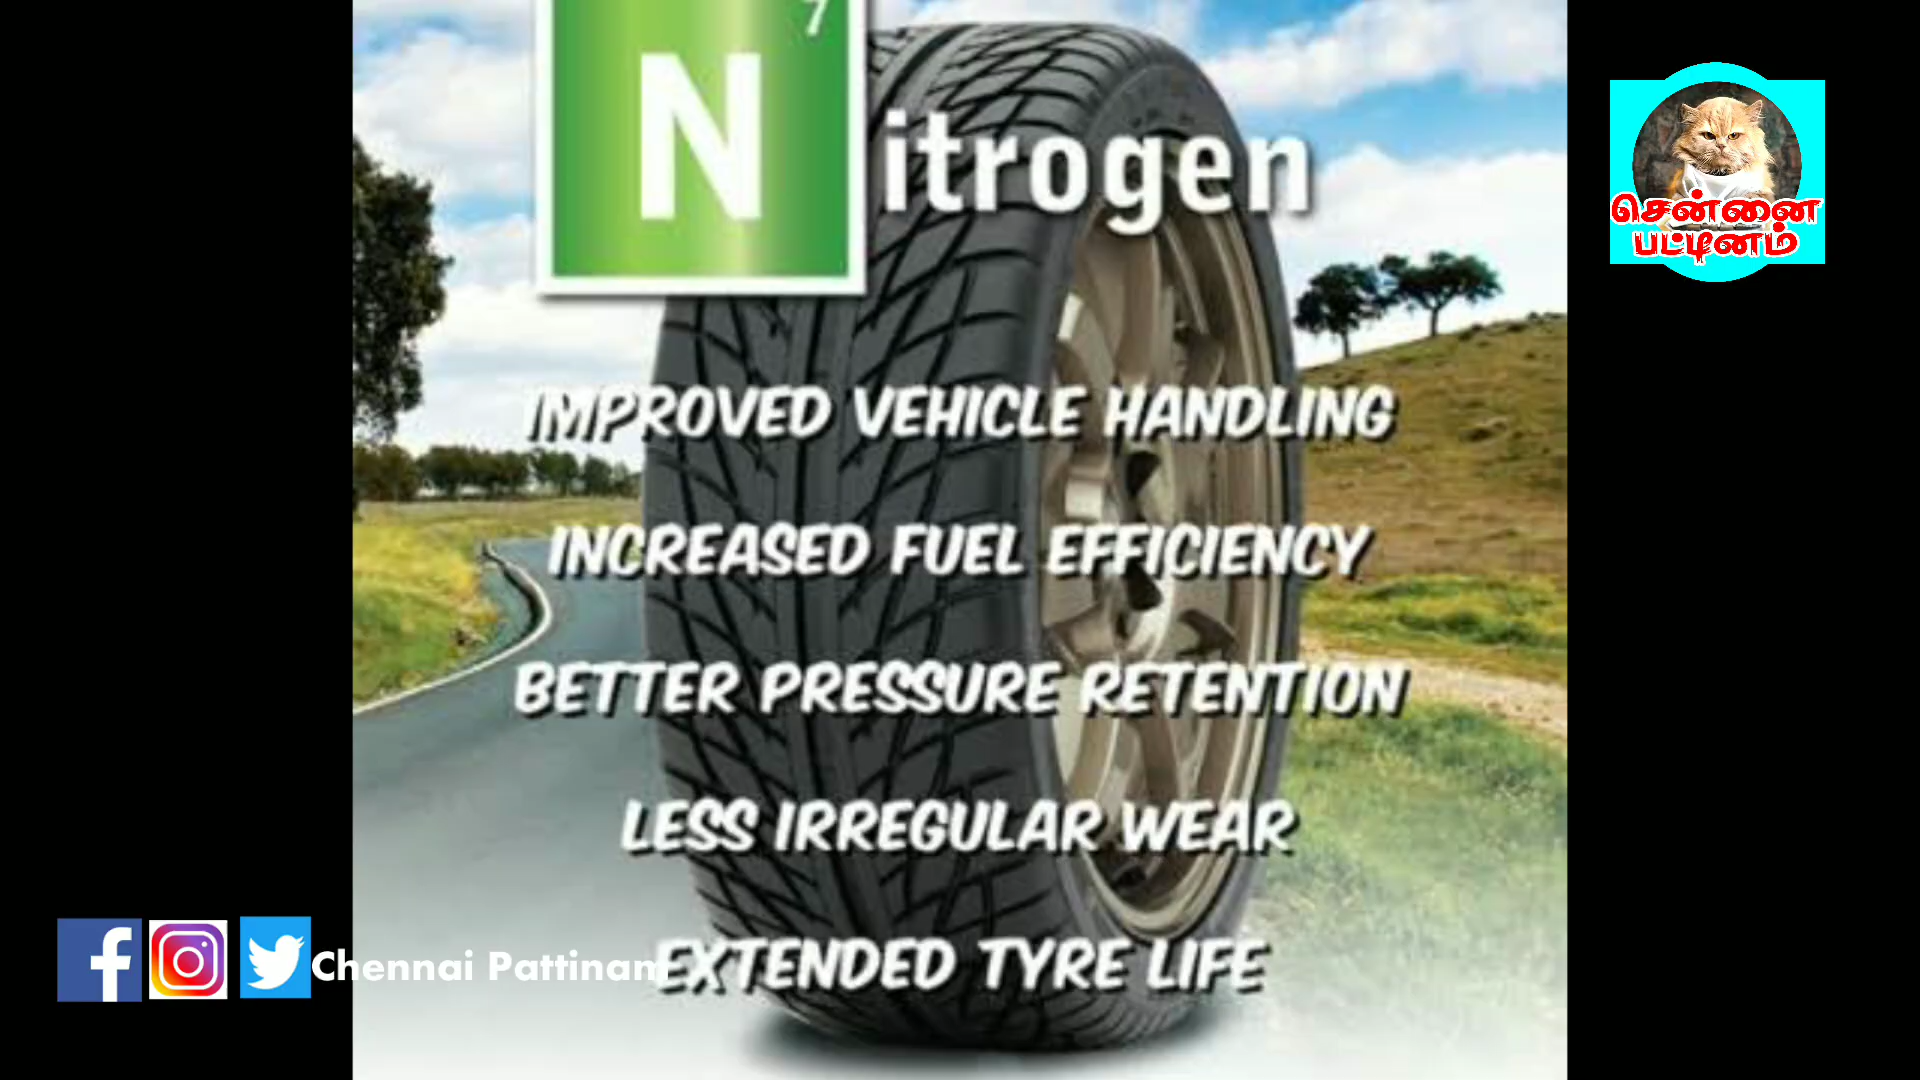 7
N itrogen
சென்னை
பட்டினம்
IMPROVED VEHICLE HANDLING
INCREASED FUEL EFFICIENCY
BETTER PRESSURE RETENTION
LESS IRREGULAR WEAR
EXTENDED TYRE LIFE
Chennai Pattinam